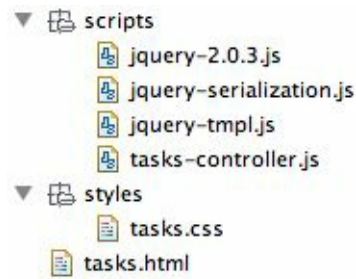 scripts
jquery-2.0.3.js
jquery-serialization.js
jquery-tmpl.js
tasks-controller.js
styles
tasks.css
tasks.html